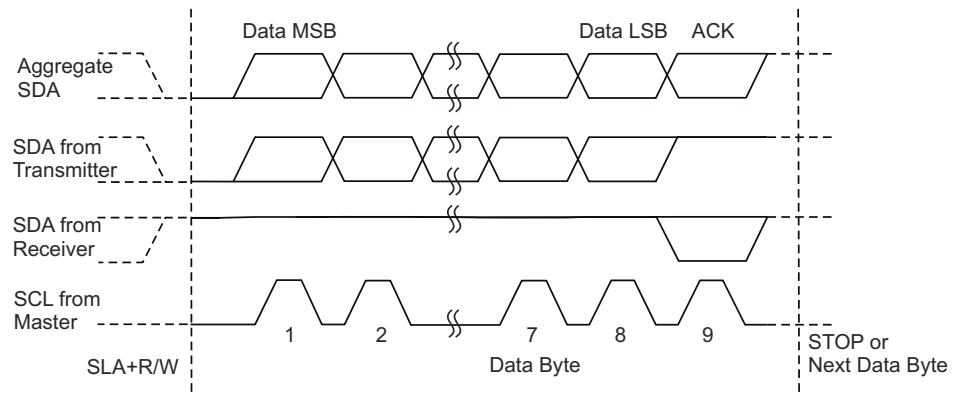 Data MSB
Data LSB
ACK
Aggregate
SDA
SDA from
Transmitter
SDA from
Receiver
SCL from
Master
1
2
7
8
9
SLA+R/W
Data Byte
STOP or
Next Data Byte